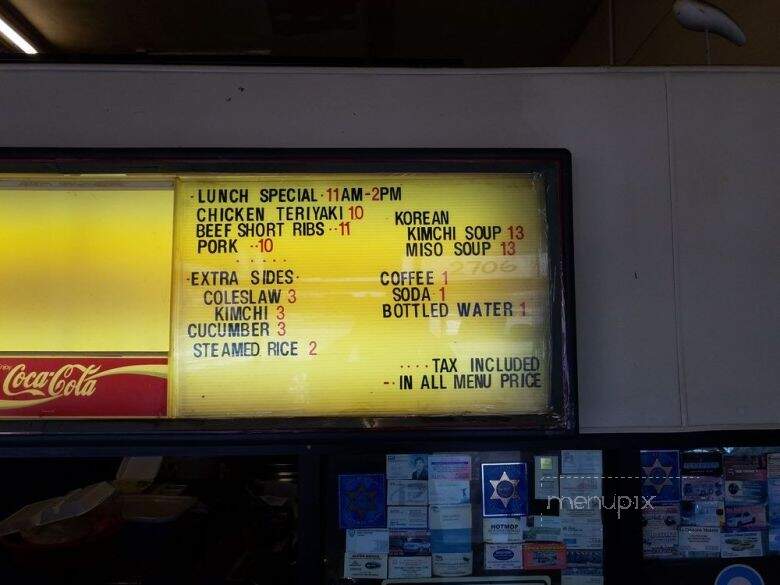 · LUNCH SPECIAL · 11AM-2PM
CHICKEN TERIYAKI 10
BEEF SHORT RIBS ·· 11
PORK ·· 10
KOREAN
KIMCHI SOUP 13
MISO SOUP 13
2706
· EXTRA SIDES ·
COLESLAW 3
KIMCHI 3
CUCUMBER 3
STEAMED RICE 2
COFFEE 1
SODA 1
BOTTLED WATER 1
···· TAX INCLUDED
-· IN ALL MENU PRICE
Coca-Cola
HOTMOP
menupix